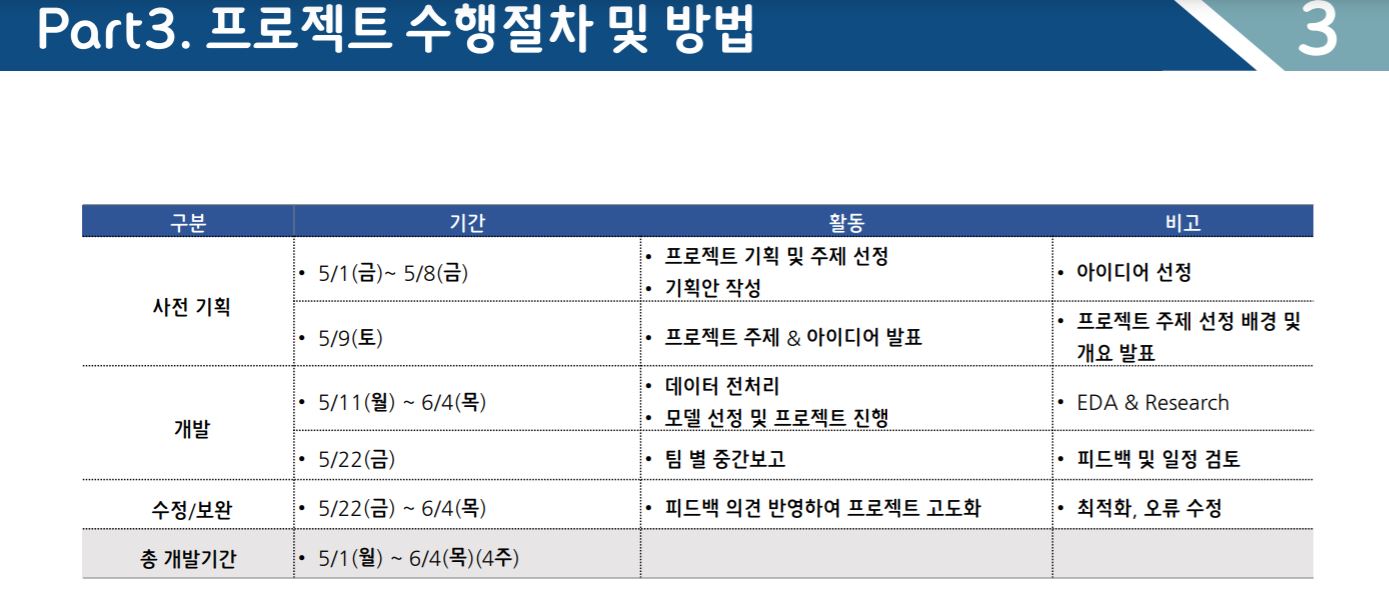 Part3. 프로젝트 수행절차 및 방법
3
구분 기간 활동 비고
사전 기획
• 5/1(금)~ 5/8(금)
• 프로젝트 기획 및 주제 선정
• 기획안 작성
• 아이디어 선정
• 5/9(토)
• 프로젝트 주제 & 아이디어 발표
• 프로젝트 주제 선정 배경 및
개요 발표
개발
• 5/11(월) ~ 6/4(목)
• 데이터 전처리
• 모델 선정 및 프로젝트 진행
• EDA & Research
• 5/22(금)
• 팀 별 중간보고
• 피드백 및 일정 검토
수정/보완
• 5/22(금) ~ 6/4(목)
• 피드백 의견 반영하여 프로젝트 고도화
• 최적화, 오류 수정
총 개발기간
• 5/1(월) ~ 6/4(목)(4주)